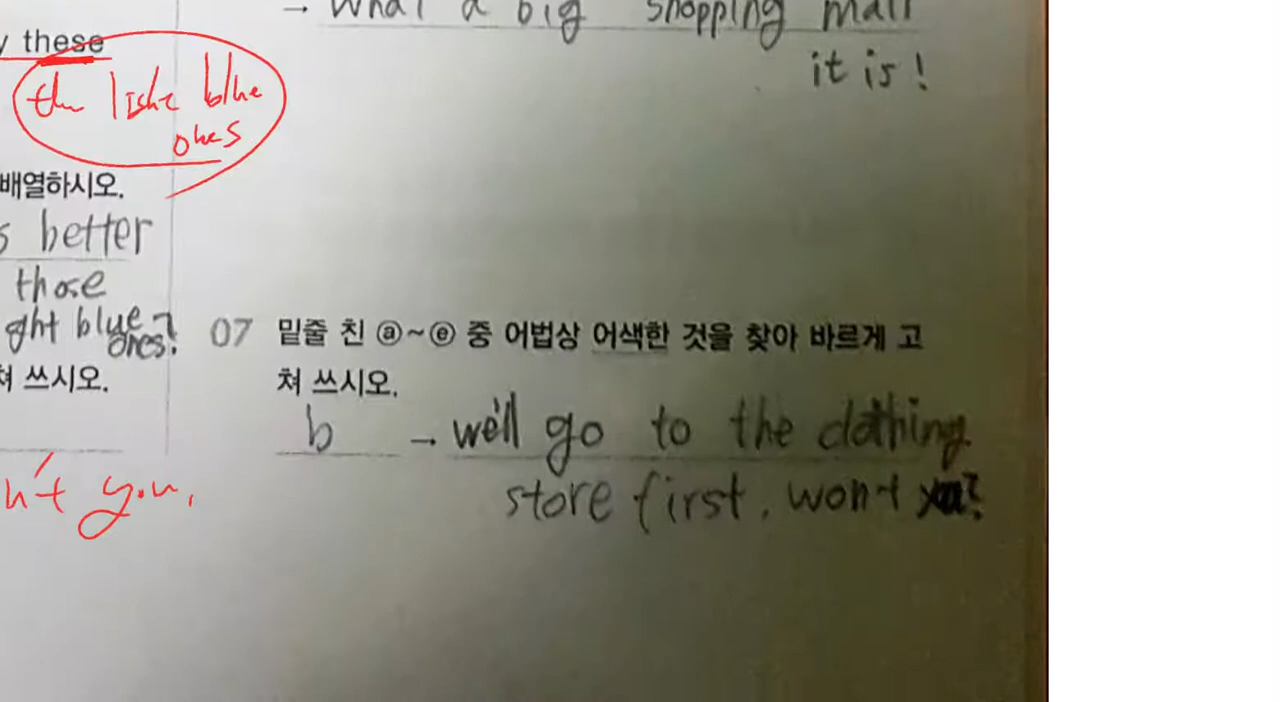 these
the light blue
ones
배열하시오.
s better
those
ght blue
ones?
쳐 쓰시오.
n't you.
→ What a big shopping mall
it is!
07 밑줄 친 ⓐ~ⓔ 중 어법상 어색한 것을 찾아 바르게 고
쳐 쓰시오.
b → we'll go to the clothing
store first, won't